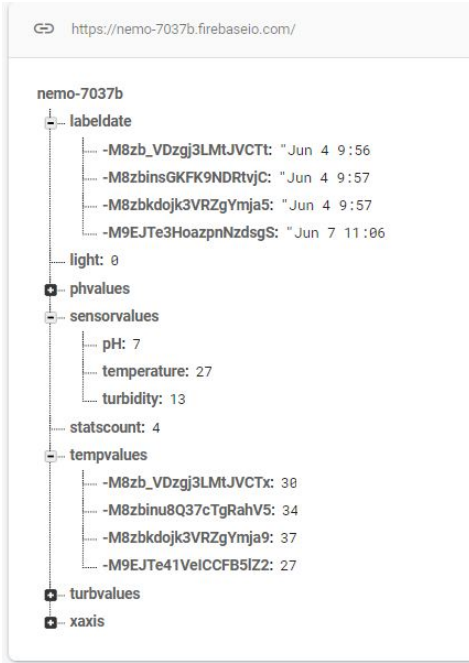 https://nemo-7037b.firebaseio.com/
nemo-7037b
labeldate
-M8zb_VDzgj3LMtJVCTt: "Jun 4 9:56
-M8zbinsGKFK9NDRtvjC: "Jun 4 9:57
-M8zbkdojk3VRZgYmja5: "Jun 4 9:57
-M9EJTe3HoazpnNzdsgS: "Jun 7 11:06
light: 0
phvalues
sensorvalues
pH: 7
temperature: 27
turbidity: 13
statscount: 4
tempvalues
-M8zb_VDzgj3LMtJVCTx: 30
-M8zbinu8Q37cTgRahV5: 34
-M8zbkdojk3VRZgYmja9: 37
-M9EJTe41VeICCFB5lZ2: 27
turbvalues
xaxis